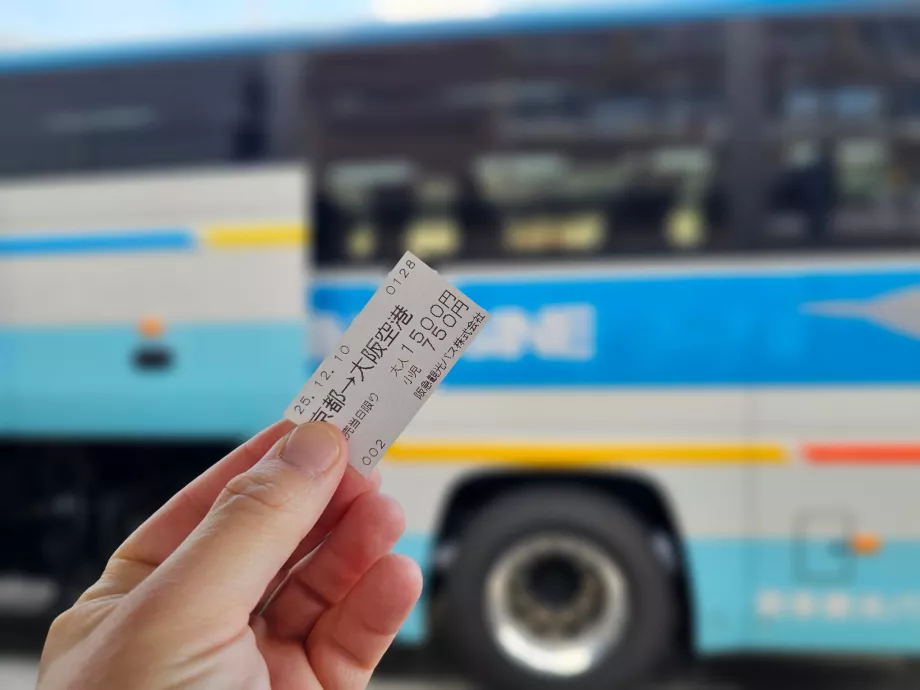 25.12.10 0128
京都→大阪空港
大人 1500円
小児 750円
売当日限り
002 阪急観光バス株式会社